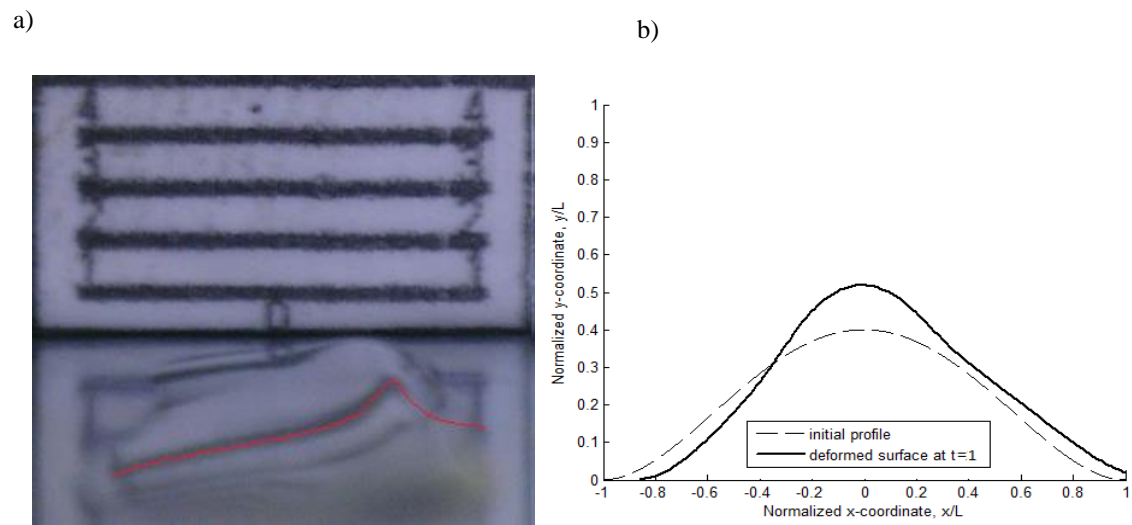 a)
b)
1
0.9
0.8
0.7
0.6
0.5
0.4
0.3
0.2
0.1
0
Normalized y-coordinate, y/L
initial profile
deformed surface at t=1
-1 -0.8 -0.6 -0.4 -0.2 0 0.2 0.4 0.6 0.8 1
Normalized x-coordinate, x/L